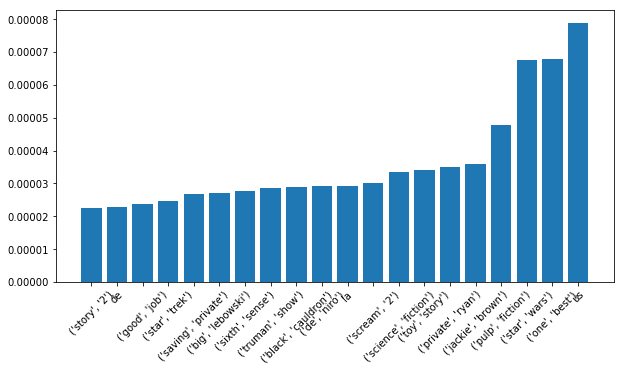 0.00008
0.00007
0.00006
0.00005
0.00004
0.00003
0.00002
0.00001
0.00000
('story', '2')
de
('good', 'job')
('star', 'trek')
('saving', 'private')
('big', 'lebowski')
('sixth', 'sense')
('truman', 'show')
('black', 'cauldron')
('de', 'niro')
la
('scream', '2')
('science', 'fiction')
('toy', 'story')
('private', 'ryan')
('jackie', 'brown')
('pulp', 'fiction')
('star', 'wars')
('one', 'best')
os